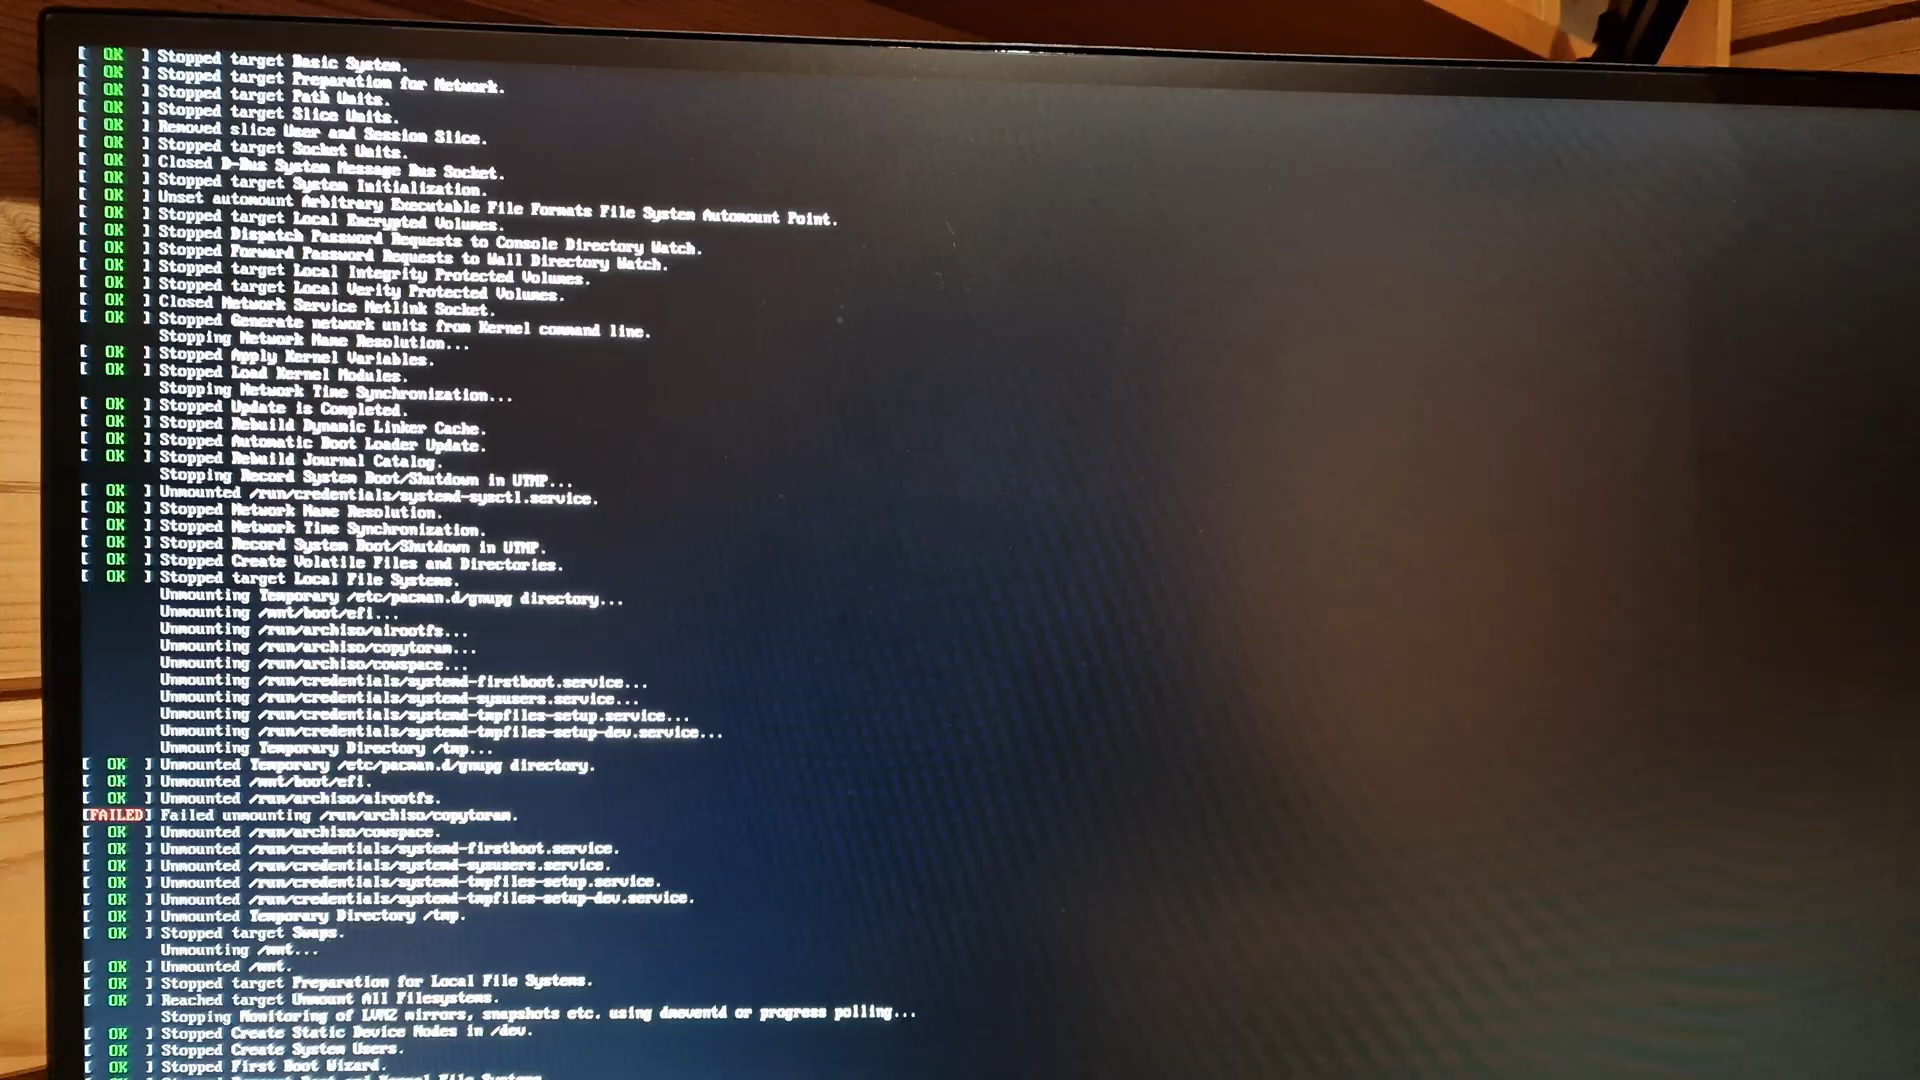 [  OK  ] Stopped target Basic System.
[  OK  ] Stopped target Preparation for Network.
[  OK  ] Stopped target Path Units.
[  OK  ] Stopped target Slice Units.
[  OK  ] Removed slice User and Session Slice.
[  OK  ] Stopped target Socket Units.
[  OK  ] Closed D-Bus System Message Bus Socket.
[  OK  ] Stopped target System Initialization.
[  OK  ] Unset automount Arbitrary Executable File Formats File System Automount Point.
[  OK  ] Stopped target Local Encrypted Volumes.
[  OK  ] Stopped Dispatch Password Requests to Console Directory Watch.
[  OK  ] Stopped Forward Password Requests to Wall Directory Watch.
[  OK  ] Stopped target Local Integrity Protected Volumes.
[  OK  ] Stopped target Local Verity Protected Volumes.
[  OK  ] Closed Network Service Netlink Socket.
[  OK  ] Stopped Generate network units from Kernel command line.
Stopping Network Name Resolution...
[  OK  ] Stopped Apply Kernel Variables.
[  OK  ] Stopped Load Kernel Modules.
Stopping Network Time Synchronization...
[  OK  ] Stopped Update is Completed.
[  OK  ] Stopped Rebuild Dynamic Linker Cache.
[  OK  ] Stopped Automatic Boot Loader Update.
[  OK  ] Stopped Rebuild Journal Catalog.
Stopping Record System Boot/Shutdown in UTMP...
[  OK  ] Unmounted /run/credentials/systemd-sysctl.service.
[  OK  ] Stopped Network Name Resolution.
[  OK  ] Stopped Network Time Synchronization.
[  OK  ] Stopped Record System Boot/Shutdown in UTMP.
[  OK  ] Stopped Create Volatile Files and Directories.
[  OK  ] Stopped target Local File Systems.
Unmounting Temporary /etc/pacman.d/gnupg directory...
Unmounting /mnt/boot/efi...
Unmounting /run/archiso/airootfs...
Unmounting /run/archiso/copytoram...
Unmounting /run/archiso/cowspace...
Unmounting /run/credentials/systemd-firstboot.service...
Unmounting /run/credentials/systemd-sysusers.service...
Unmounting /run/credentials/systemd-tmpfiles-setup.service...
Unmounting /run/credentials/systemd-tmpfiles-setup-dev.service...
Unmounting Temporary Directory /tmp...
[  OK  ] Unmounted Temporary /etc/pacman.d/gnupg directory.
[  OK  ] Unmounted /mnt/boot/efi.
[  OK  ] Unmounted /run/archiso/airootfs.
[FAILED] Failed unmounting /run/archiso/copytoram.
[  OK  ] Unmounted /run/archiso/cowspace.
[  OK  ] Unmounted /run/credentials/systemd-firstboot.service.
[  OK  ] Unmounted /run/credentials/systemd-sysusers.service.
[  OK  ] Unmounted /run/credentials/systemd-tmpfiles-setup.service.
[  OK  ] Unmounted /run/credentials/systemd-tmpfiles-setup-dev.service.
[  OK  ] Unmounted Temporary Directory /tmp.
[  OK  ] Stopped target Swaps.
Unmounting /mnt...
[  OK  ] Unmounted /mnt.
[  OK  ] Stopped target Preparation for Local File Systems.
[  OK  ] Reached target Unmount All Filesystems.
Stopping Monitoring of LVM2 mirrors, snapshots etc. using dmeventd or progress polling...
[  OK  ] Stopped Create Static Device Nodes in /dev.
[  OK  ] Stopped Create System Users.
[  OK  ] Stopped First Boot Wizard.